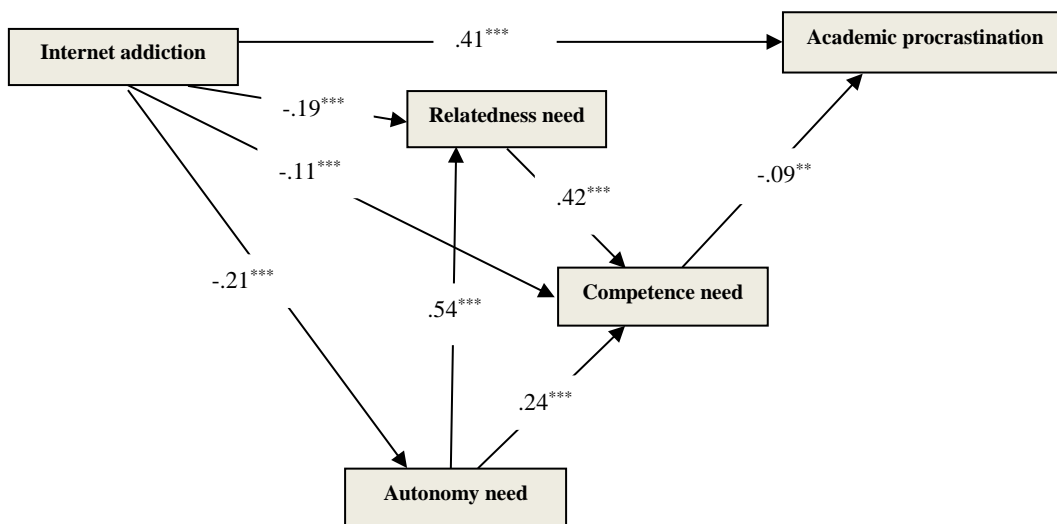 Internet addiction
.41***
Academic procrastination
-.19***
Relatedness need
-.11***
.42***
-.09**
-.21***
.54***
Competence need
.24***
Autonomy need